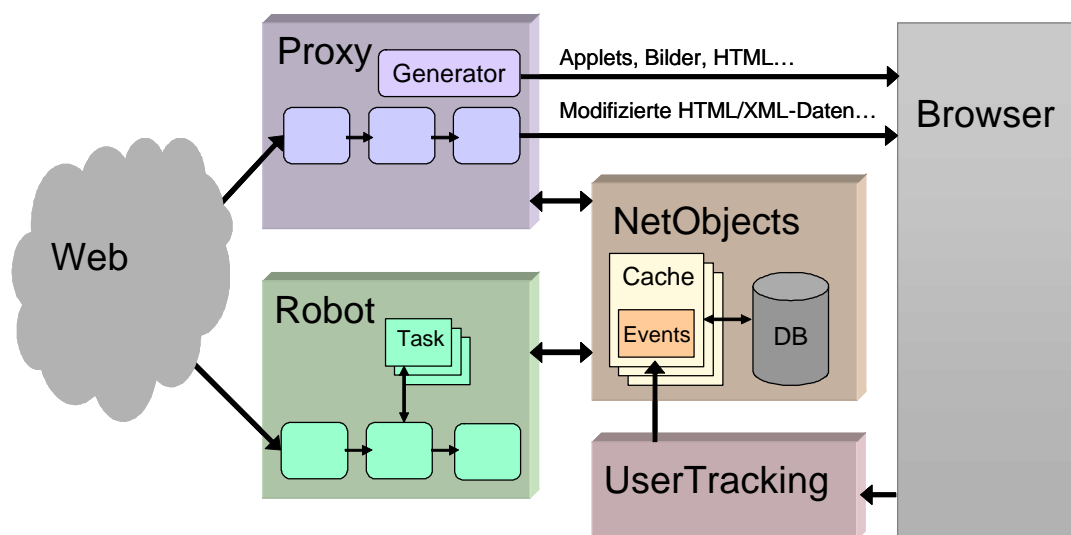 Proxy
Generator
Applets, Bilder, HTML…
Modifizierte HTML/XML-Daten…
Browser
Web
NetObjects
Cache
Events
DB
Robot
Task
UserTracking